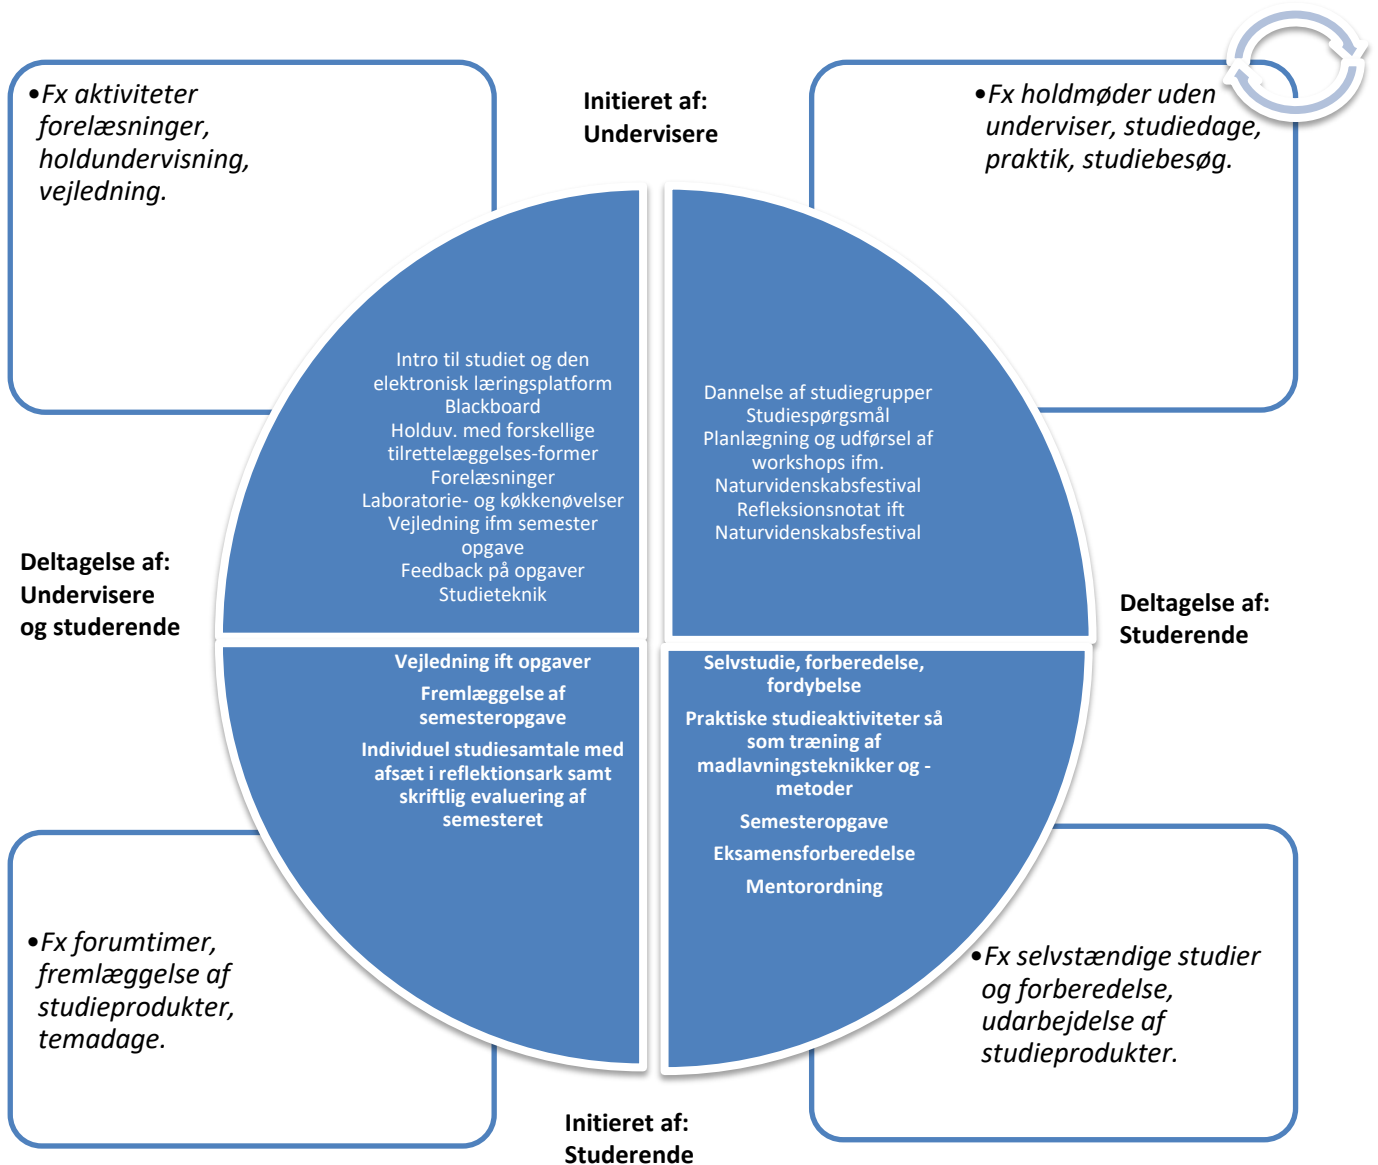 •Fx aktiviteter
forelæsninger,
holdundervisning,
vejledning.
Initieret af:
Undervisere
•Fx holdmøder uden
underviser, studiedage,
praktik, studiebesøg.
Intro til studiet og den
elektronisk læringsplatform
Blackboard
Holduv. med forskellige
tilrettelæggelses-former
Forelæsninger
Laboratorie- og køkkenøvelser
Vejledning ifm semester
opgave
Feedback på opgaver
Studieteknik
Dannelse af studiegrupper
Studiespørgsmål
Planlægning og udførsel af
workshops ifm.
Naturvidenskabsfestival
Refleksionsnotat ift
Naturvidenskabsfestival
Deltagelse af:
Undervisere
og studerende
Deltagelse af:
Studerende
Vejledning ift opgaver
Fremlæggelse af
semesteropgave
Individuel studiesamtale med
afsæt i reflektionsark samt
skriftlig evaluering af
semesteret
Selvstudie, forberedelse,
fordybelse
Praktiske studieaktiviteter så
som træning af
madlavningsteknikker og -
metoder
Semesteropgave
Eksamensforberedelse
Mentorordning
•Fx forumtimer,
fremlæggelse af
studieprodukter,
temadage.
•Fx selvstændige studier
og forberedelse,
udarbejdelse af
studieprodukter.
Initieret af:
Studerende